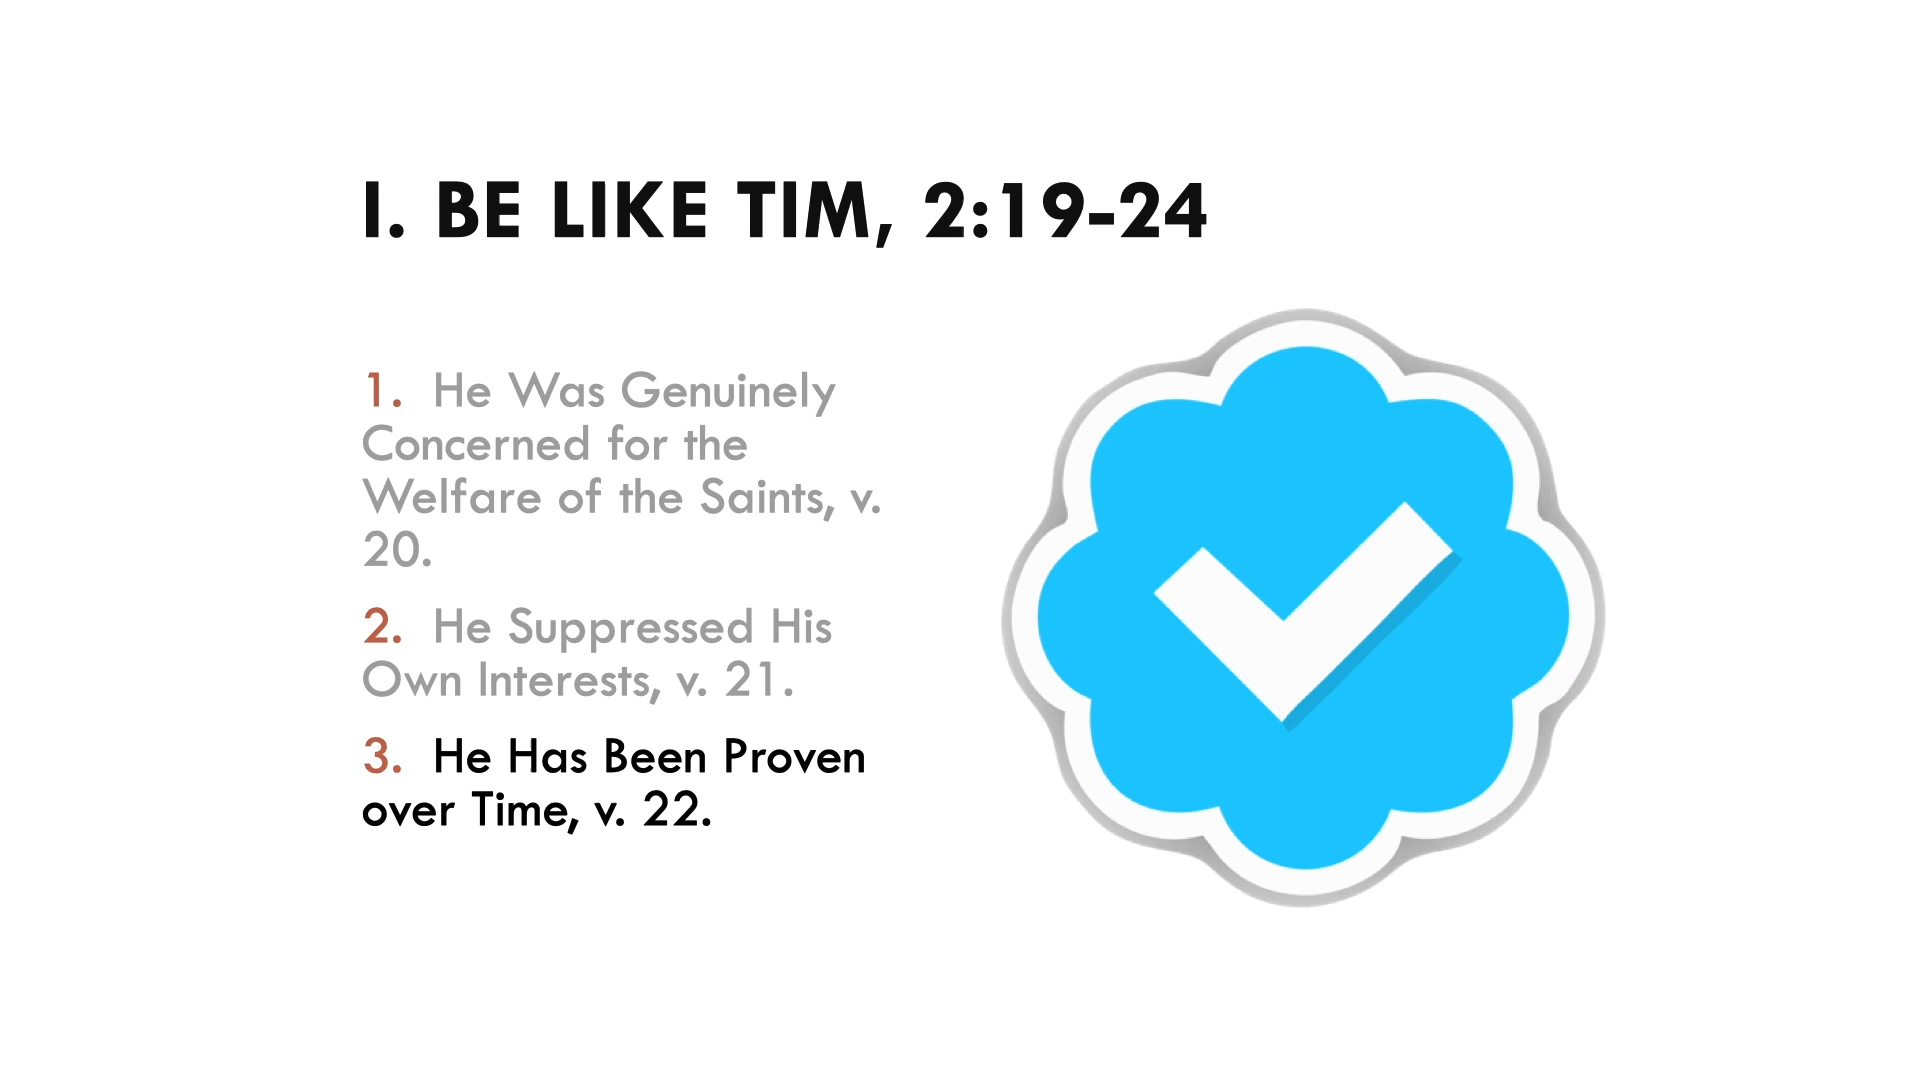 I. BE LIKE TIM, 2:19-24
1. He Was Genuinely
Concerned for the
Welfare of the Saints, v.
20.
2. He Suppressed His
Own Interests, v. 21.
3. He Has Been Proven
over Time, v. 22.